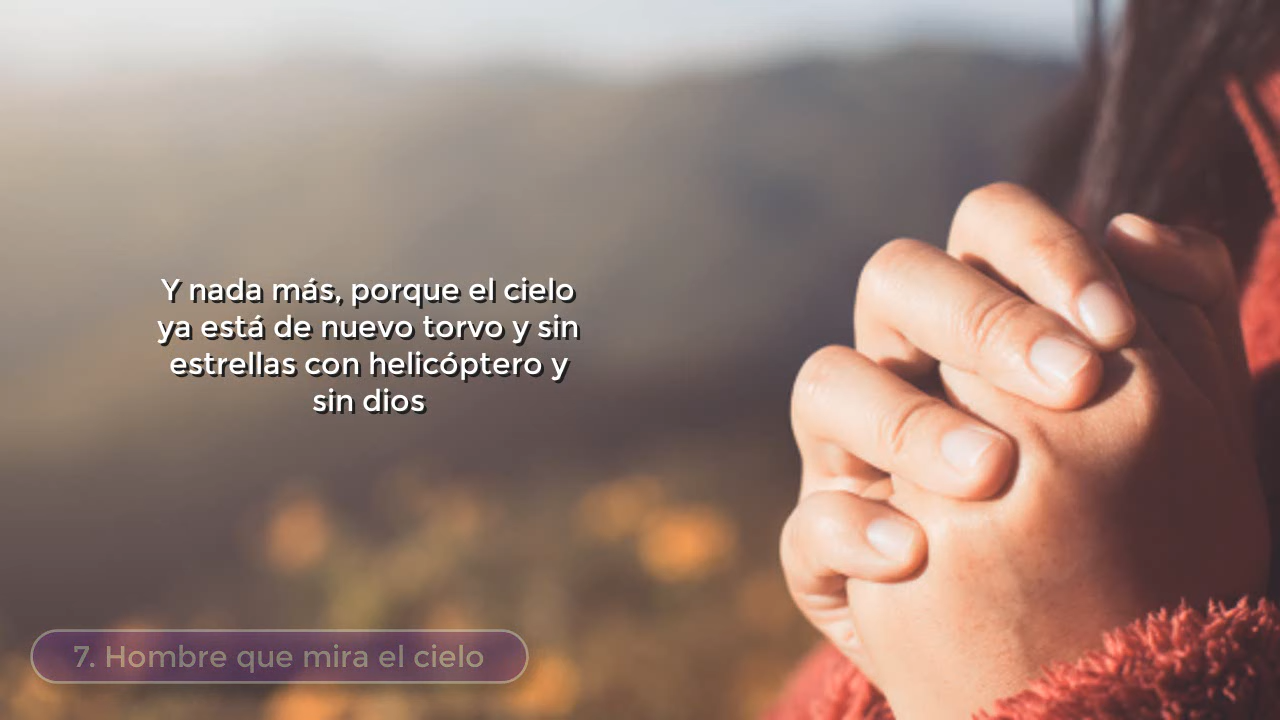 Y nada más, porque el cielo
ya está de nuevo torvo y sin
estrellas con helicóptero y
sin dios
7. Hombre que mira el cielo